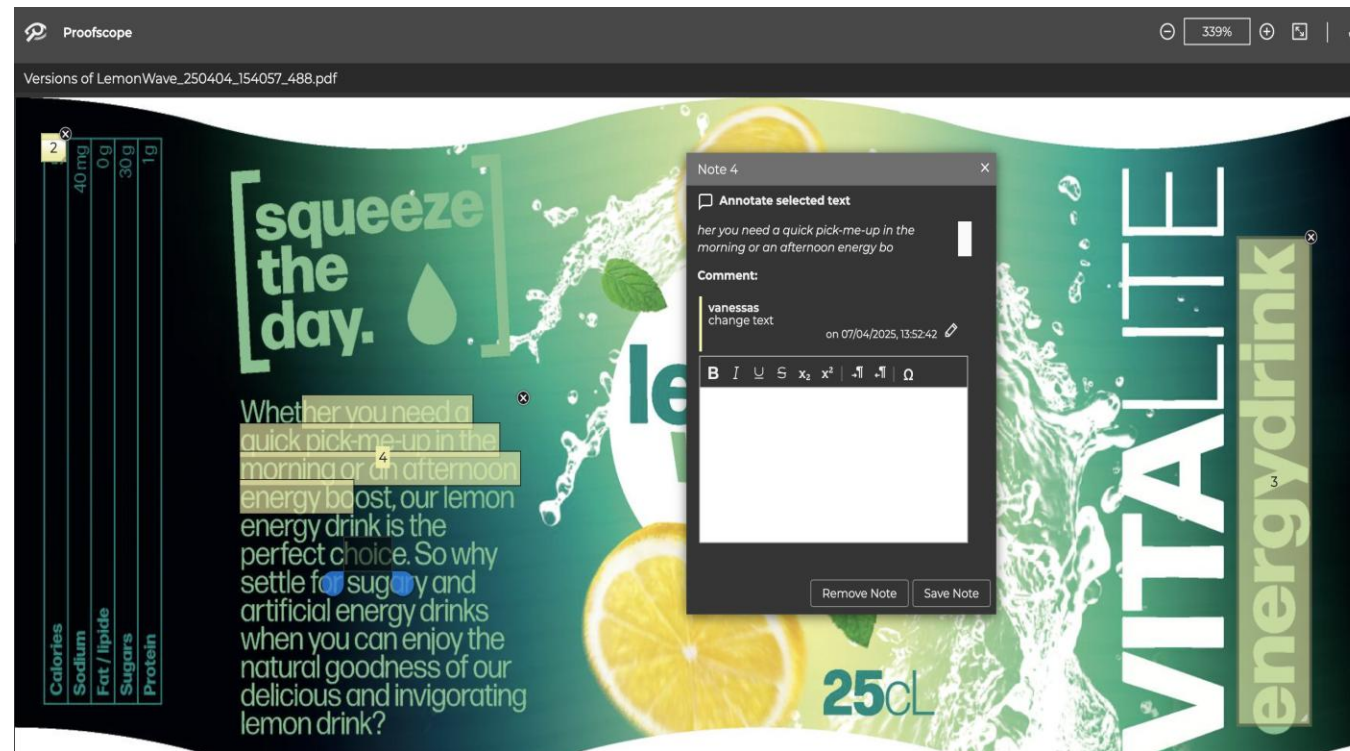 Proofscope
339%
Versions of LemonWave_250404_154057_488.pdf
2
40 mg
0 g
30 g
1 g
Calories
Sodium
Fat / lipide
Sugars
Protein
squeeze
the
day.
Whether you need a
quick pick-me-up in the
morning or an afternoon
energy boost, our lemon
energy drink is the
perfect choice. So why
settle for sugary and
artificial energy drinks
when you can enjoy the
natural goodness of our
delicious and invigorating
lemon drink?
4
le
25cL
Note 4
Annotate selected text
her you need a quick pick-me-up in the
morning or an afternoon energy bo
Comment:
vanessas
change text
on 07/04/2025, 13:52:42
B I U S x₂ x² Ω
Remove Note Save Note
VITALITE
energydrink
3